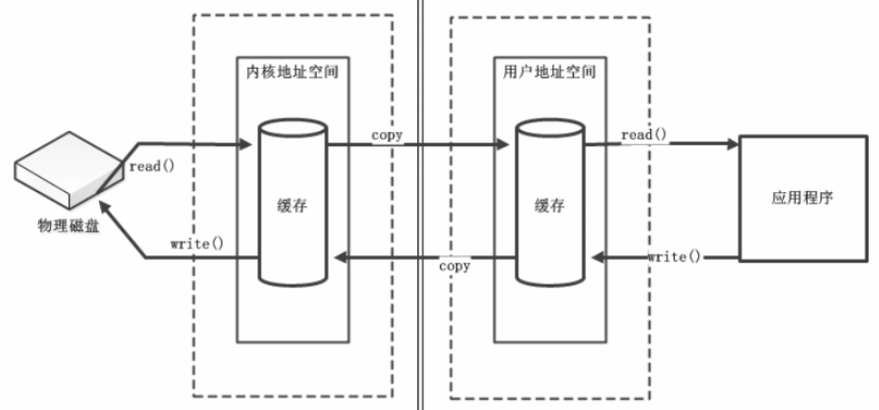 内核地址空间
用户地址空间
copy
read()
read()
缓存
缓存
应用程序
物理磁盘
write()
copy
write()